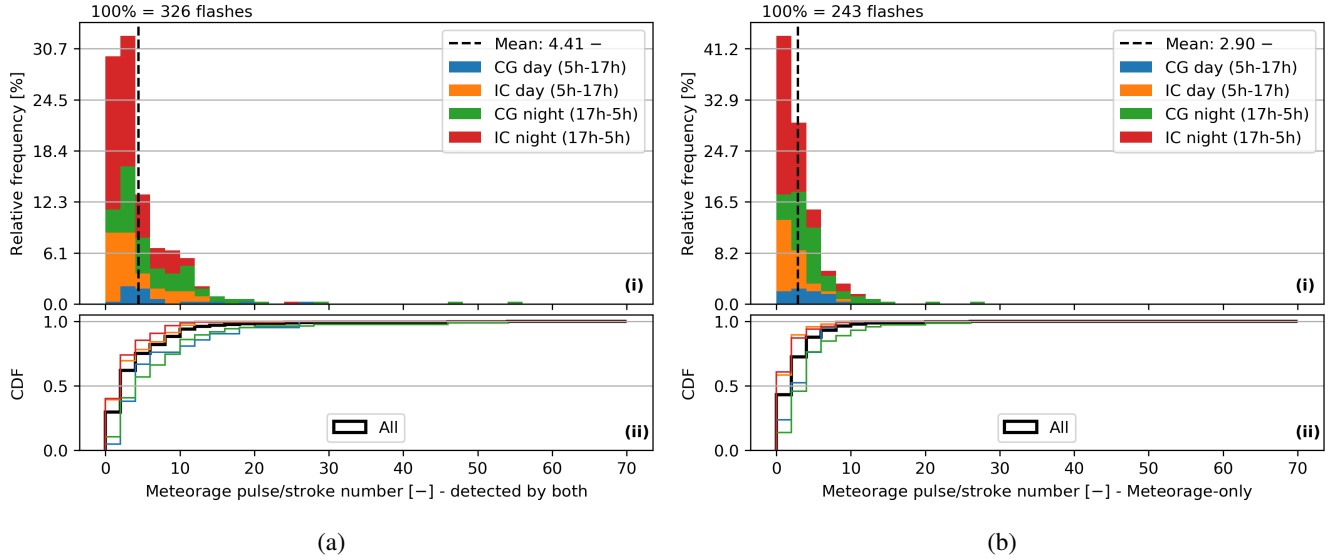 100% = 326 flashes
30.7
24.5
18.4
12.3
6.1
0.0
Relative frequency [%]
Mean: 4.41 −
CG day (5h-17h)
IC day (5h-17h)
CG night (17h-5h)
IC night (17h-5h)
(i)
1.0
0.5
0.0
CDF
All
(ii)
0 10 20 30 40 50 60 70
Meteorage pulse/stroke number [−] - detected by both
(a)
100% = 243 flashes
41.2
32.9
24.7
16.5
8.2
0.0
Relative frequency [%]
Mean: 2.90 −
CG day (5h-17h)
IC day (5h-17h)
CG night (17h-5h)
IC night (17h-5h)
(i)
1.0
0.5
0.0
CDF
All
(ii)
0 10 20 30 40 50 60 70
Meteorage pulse/stroke number [−] - Meteorage-only
(b)